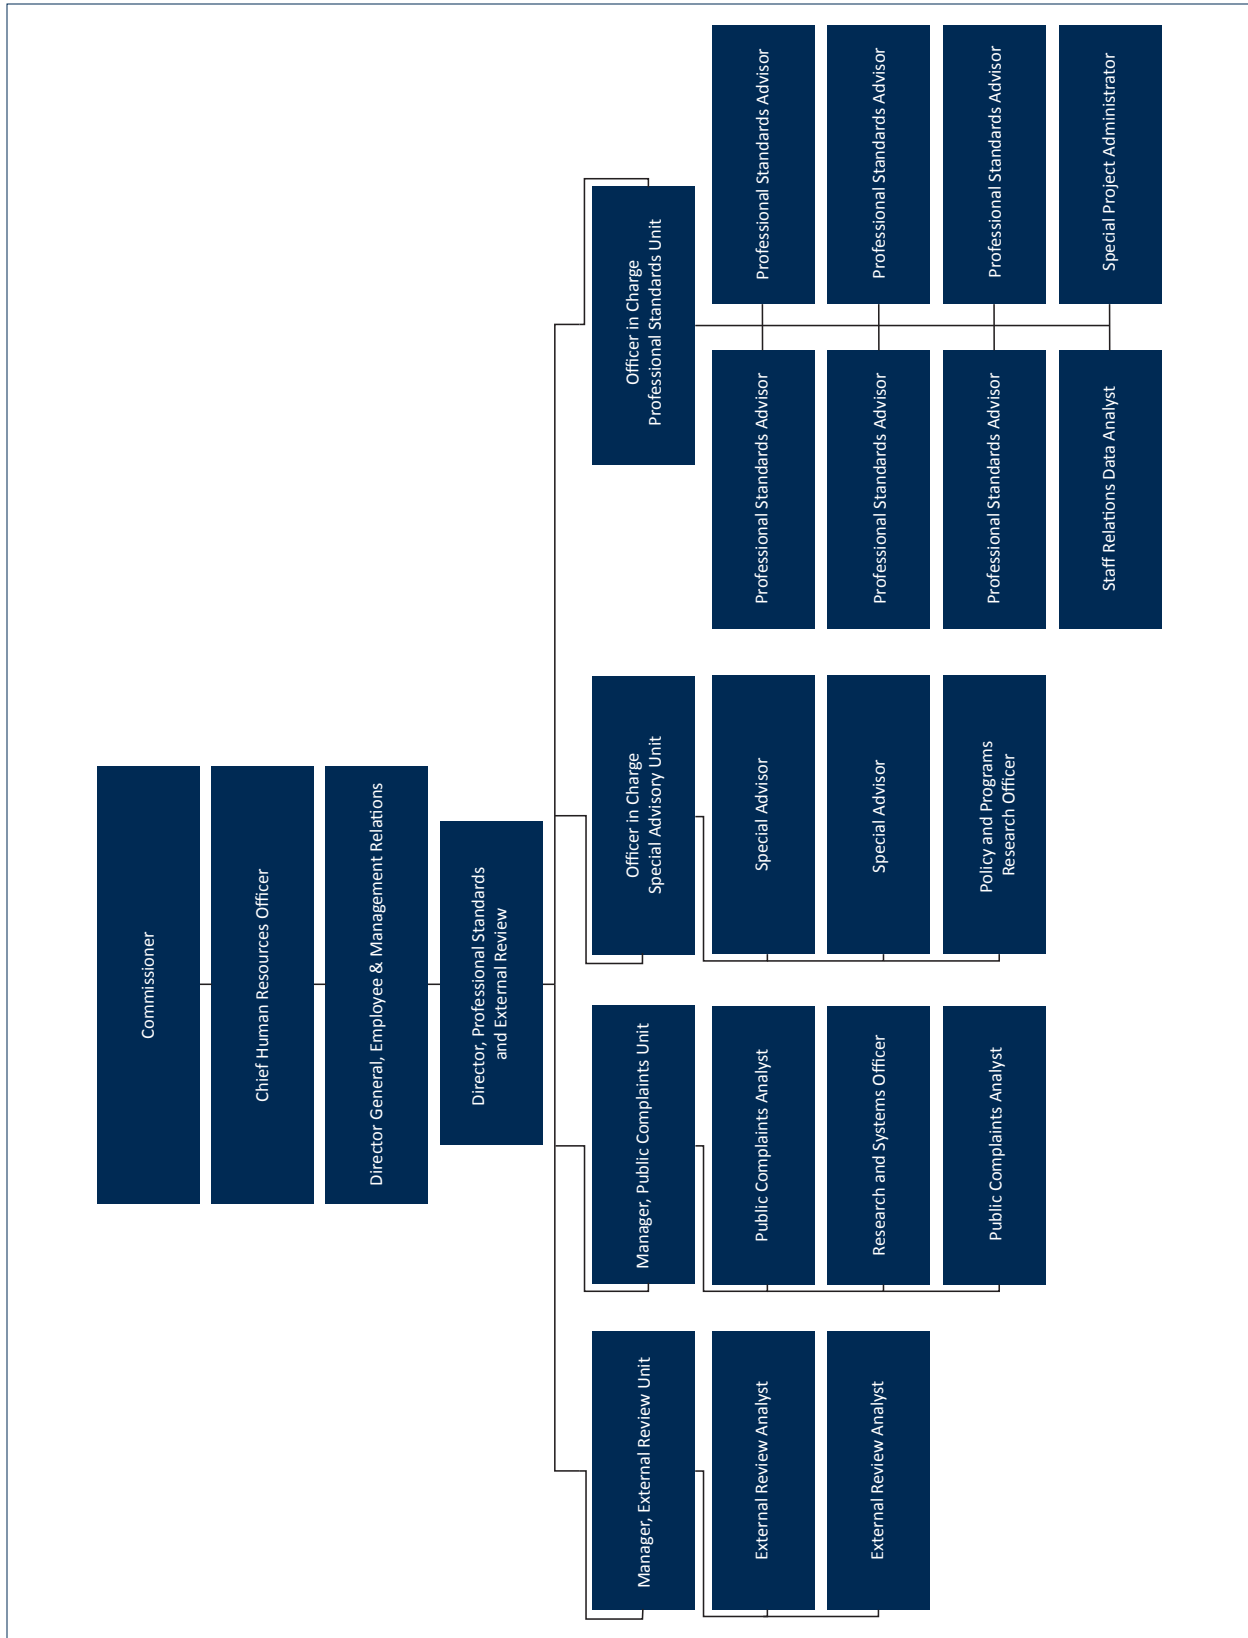 Commissioner
Chief Human Resources Officer
Director General, Employee & Management Relations
Director, Professional Standards
and External Review
Manager, External Review Unit
External Review Analyst
External Review Analyst
Manager, Public Complaints Unit
Public Complaints Analyst
Research and Systems Officer
Public Complaints Analyst
Officer in Charge
Special Advisory Unit
Special Advisor
Special Advisor
Policy and Programs
Research Officer
Officer in Charge
Professional Standards Unit
Professional Standards Advisor
Professional Standards Advisor
Professional Standards Advisor
Professional Standards Advisor
Professional Standards Advisor
Professional Standards Advisor
Staff Relations Data Analyst
Special Project Administrator